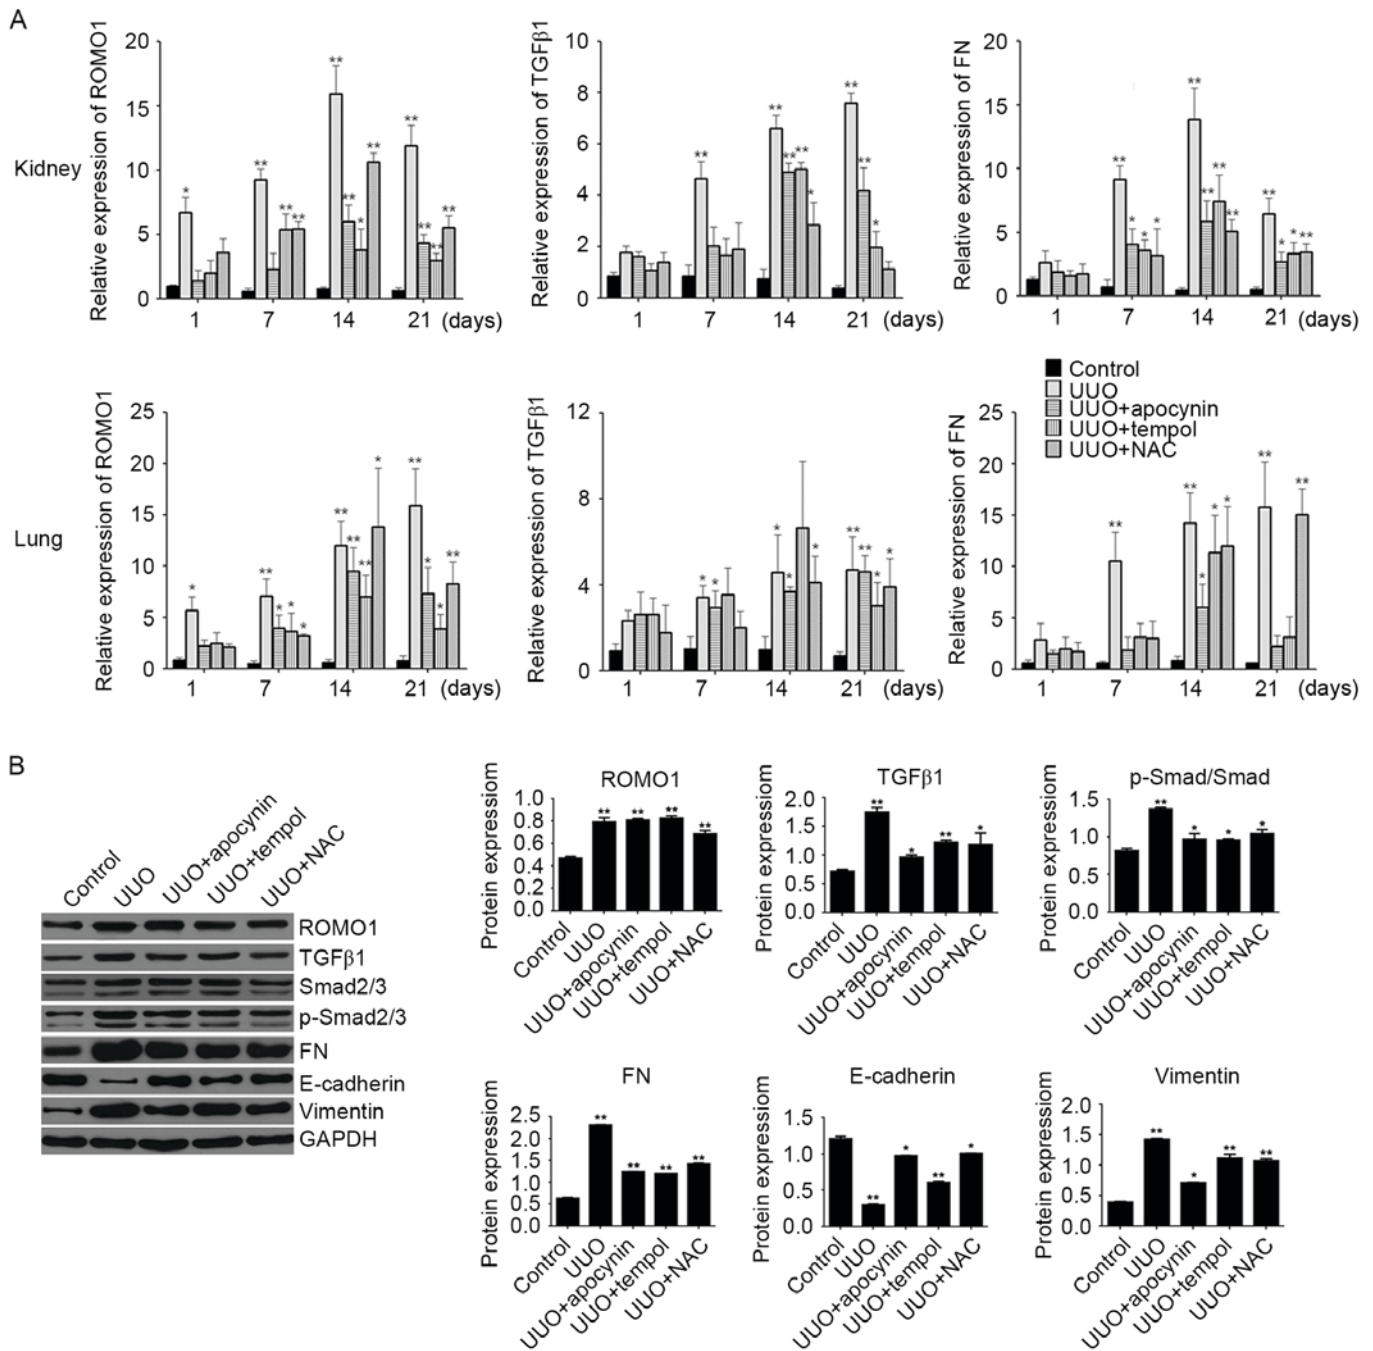 A
Kidney
Relative expression of ROMO1
20
15
10
5
0
*
**
**
**
**
**
*
**
**
**
**
**
1 7 14 21 (days)
Relative expression of TGFβ1
10
8
6
4
2
0
**
**
**
**
*
**
**
*
1 7 14 21
Relative expression of FN
20
15
10
5
0
**
*
*
*
**
**
**
**
**
*
*
**
1 7 14 21 (days)
Control
UUO
UUO+apocynin
UUO+tempol
UUO+NAC
Lung
Relative expression of ROMO1
25
20
15
10
5
0
*
**
*
*
*
**
**
**
*
**
*
*
**
1 7 14 21 (days)
Relative expression of TGFβ1
12
8
4
0
*
*
*
*
*
**
**
*
*
1 7 14 21
Relative expression of FN
25
20
15
10
5
0
**
**
*
*
*
**
**
1 7 14 21 (days)
B
Control
UUO
UUO+apocynin
UUO+tempol
UUO+NAC
ROMO1
TGFβ1
Smad2/3
p-Smad2/3
FN
E-cadherin
Vimentin
GAPDH
ROMO1
Protein expressiom
1.0
0.8
0.6
0.4
0.2
0.0
** ** ** **
Control
UUO
UUO+apocynin
UUO+tempol
UUO+NAC
TGFβ1
Protein expressiom
2.0
1.5
1.0
0.5
0.0
** * ** *
Control
UUO
UUO+apocynin
UUO+tempol
UUO+NAC
p-Smad/Smad
Protein expressiom
1.5
1.0
0.5
0.0
** * * *
Control
UUO
UUO+apocynin
UUO+tempol
UUO+NAC
FN
Protein expressiom
2.5
2.0
1.5
1.0
0.5
0.0
** ** ** **
Control
UUO
UUO+apocynin
UUO+tempol
UUO+NAC
E-cadherin
Protein expressiom
1.5
1.0
0.5
0.0
** * ** *
Control
UUO
UUO+apocynin
UUO+tempol
UUO+NAC
Vimentin
Protein expressiom
2.0
1.5
1.0
0.5
0.0
** * ** **
Control
UUO
UUO+apocynin
UUO+tempol
UUO+NAC